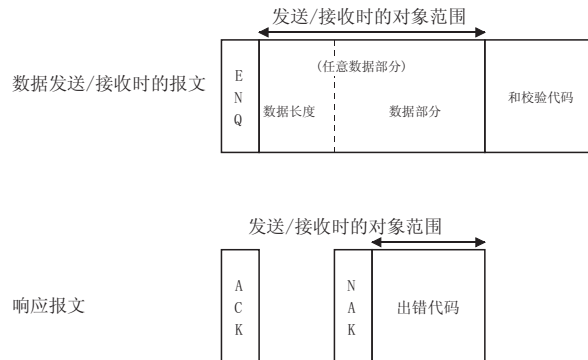 发送/接收时的对象范围
数据发送/接收时的报文
ENQ
(任意数据部分)
数据长度
数据部分
和校验代码
发送/接收时的对象范围
响应报文
ACK
NAK
出错代码